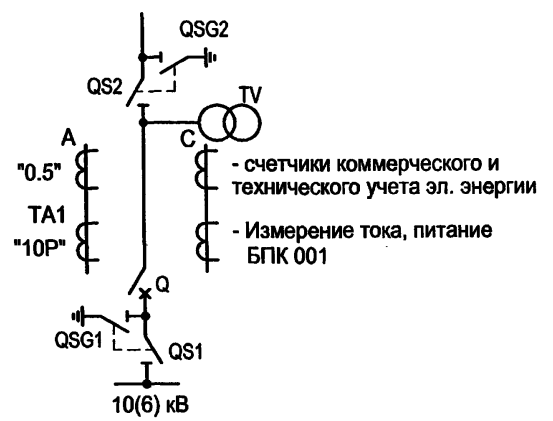 QSG2
QS2
TV
A
C
"0.5"
- счетчики коммерческого и
технического учета эл. энергии
TA1
"10P"
- Измерение тока, питание
БПК 001
Q
QSG1
QS1
10(6) кВ